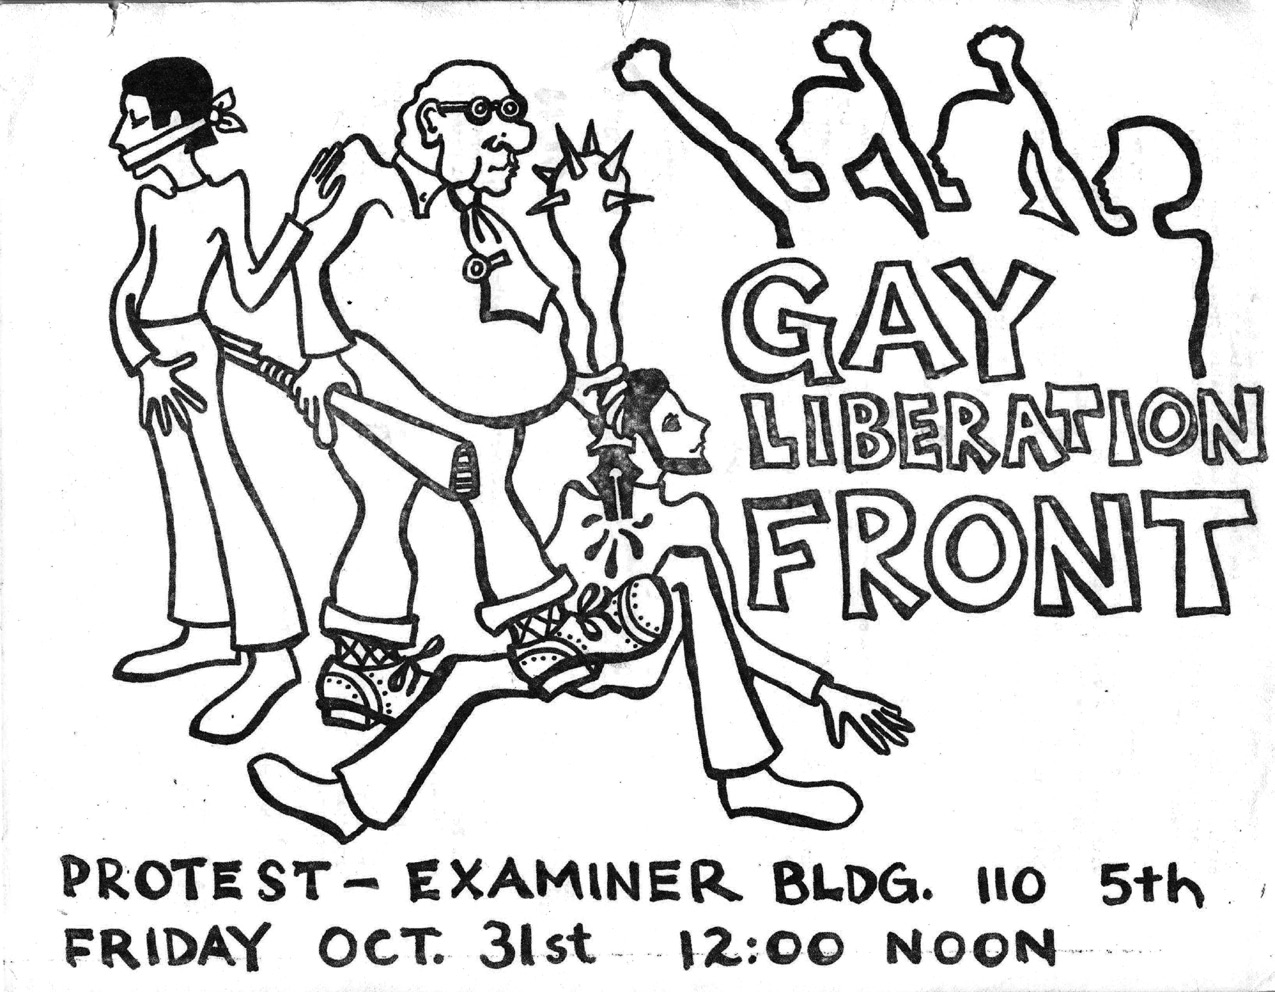 GAY
LIBERATION
FRONT
PROTEST – EXAMINER BLDG. 110 5th
FRIDAY OCT. 31st 12:00 NOON